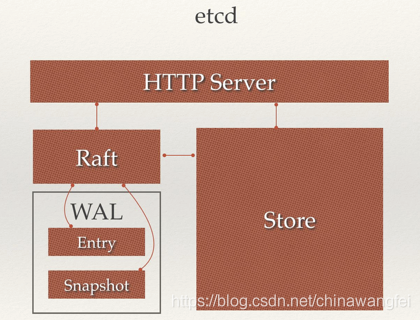 etcd
HTTP Server
Raft
Store
WAL
Entry
Snapshot
https://blog.csdn.net/chinawangfei